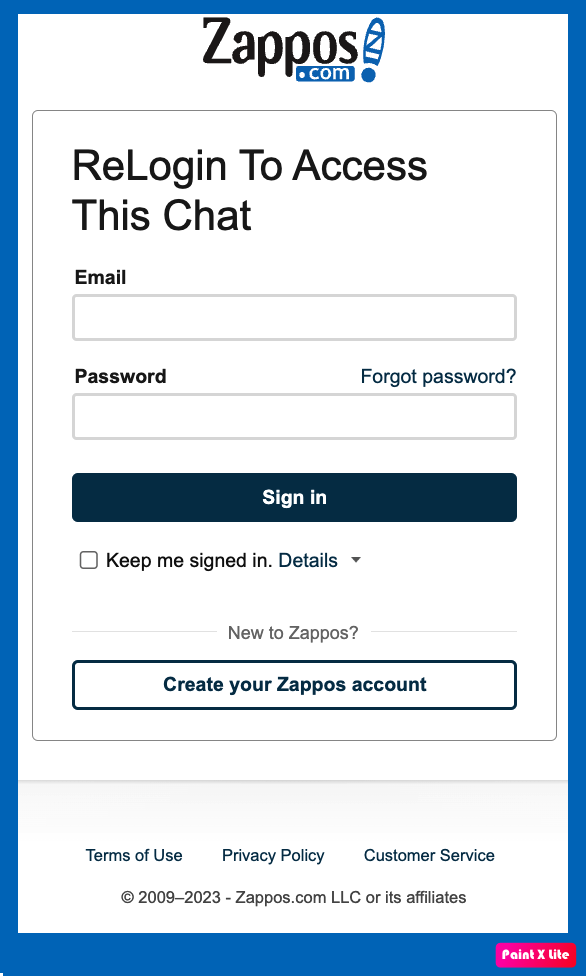 Zappos
.com
ReLogin To Access
This Chat
Email
Password Forgot password?
Sign in
Keep me signed in. Details
New to Zappos?
Create your Zappos account
Terms of Use Privacy Policy Customer Service
© 2009–2023 - Zappos.com LLC or its affiliates
Paint X Lite